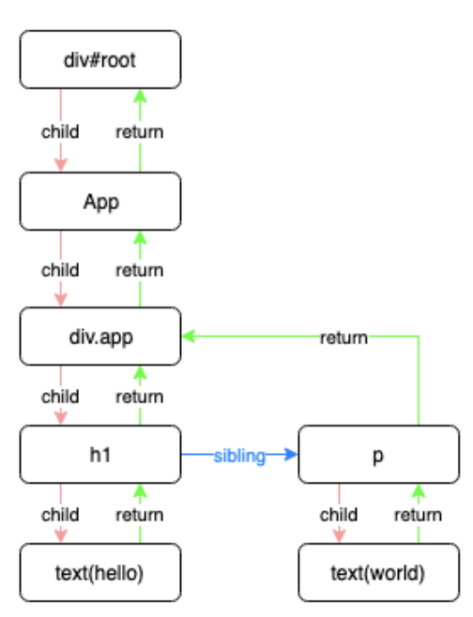 div#root
child return
App
child return
div.app return
child return
h1 sibling p
child return child return
text(hello) text(world)